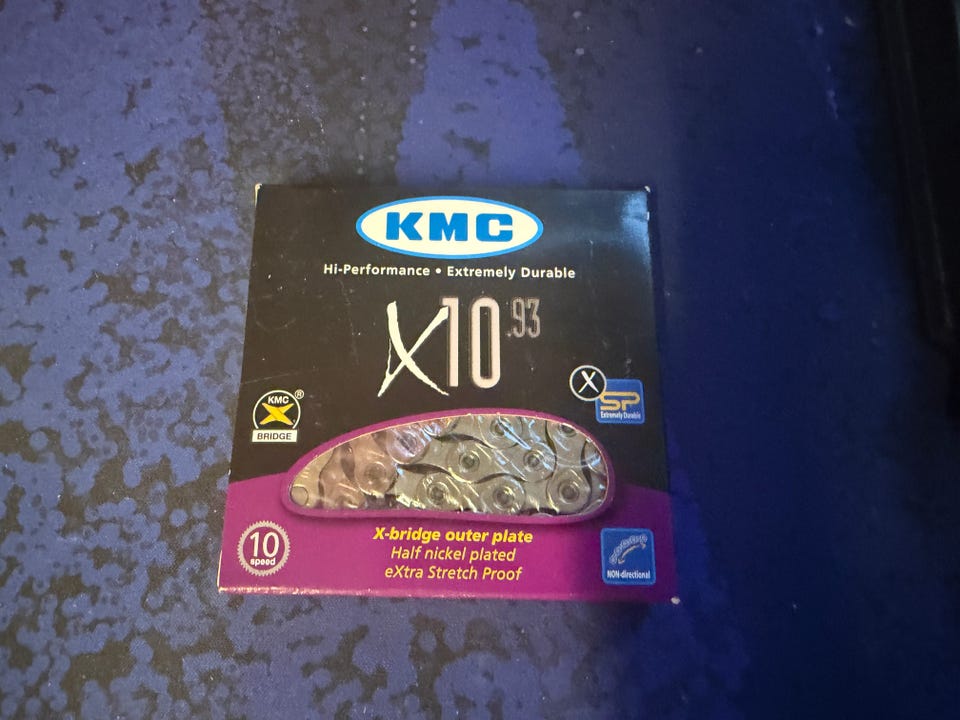 KMC
Hi-Performance • Extremely Durable
X10.93
X
SP
Extremely Durable
KMC ®
X
BRIDGE
X-bridge outer plate
Half nickel plated
eXtra Stretch Proof
10
speed
NON-directional